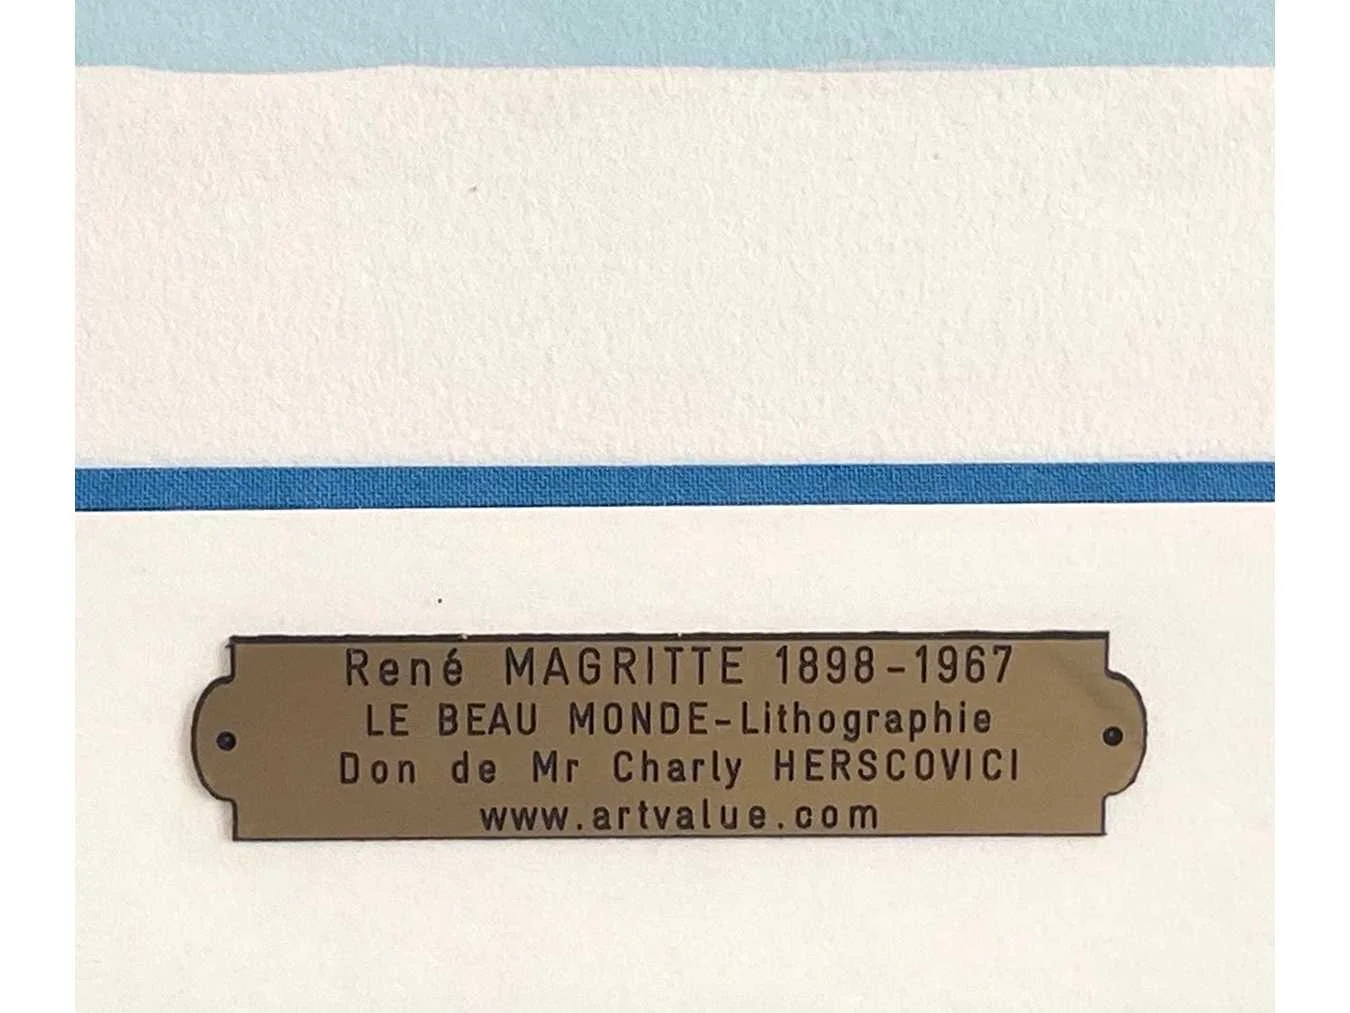 René MAGRITTE 1898-1967
LE BEAU MONDE-Lithographie
Don de Mr Charly HERSCOVICI
www.artvalue.com